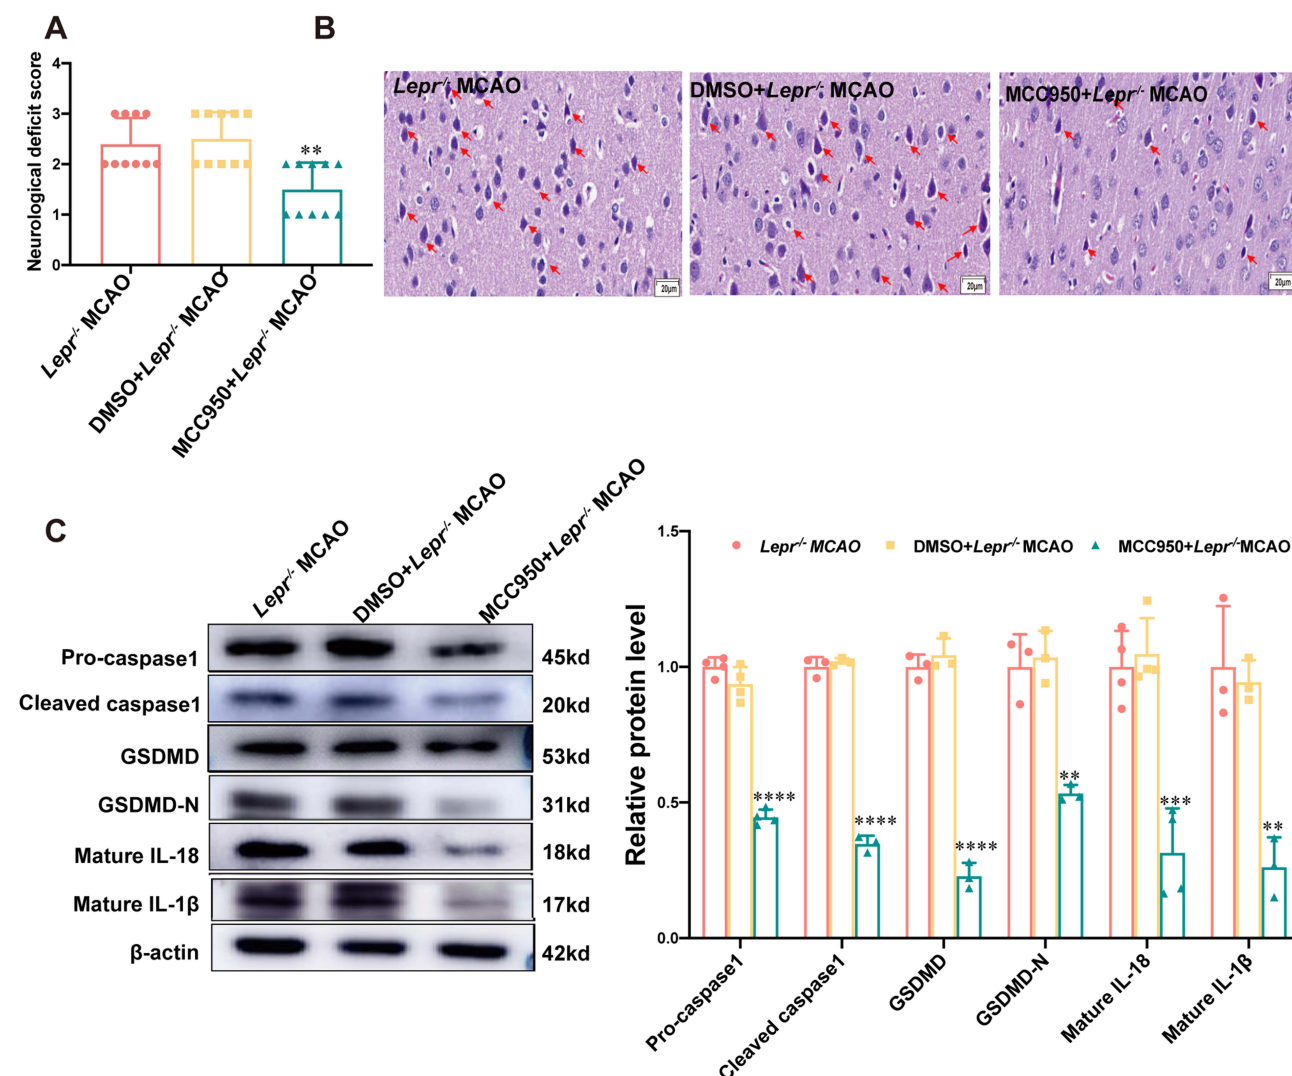 A
B
Neurological deficit score
4
3
2
1
0
**
Lepr-/- MCAO
DMSO+Lepr-/- MCAO
MCC950+Lepr-/- MCAO
Lepr-/- MCAO
20μm
DMSO+Lepr-/- MCAO
20μm
MCC950+Lepr-/- MCAO
20μm
C
Lepr-/- MCAO
DMSO+Lepr-/- MCAO
MCC950+Lepr-/- MCAO
Pro-caspase1 45kd
Cleaved caspase1 20kd
GSDMD 53kd
GSDMD-N 31kd
Mature IL-18 18kd
Mature IL-1β 17kd
β-actin 42kd
Relative protein level
1.5
1.0
0.5
0.0
Lepr-/- MCAO DMSO+Lepr-/- MCAO MCC950+Lepr-/-MCAO
****
****
****
**
***
**
Pro-caspase1
Cleaved caspase1
GSDMD
GSDMD-N
Mature IL-18
Mature IL-1β